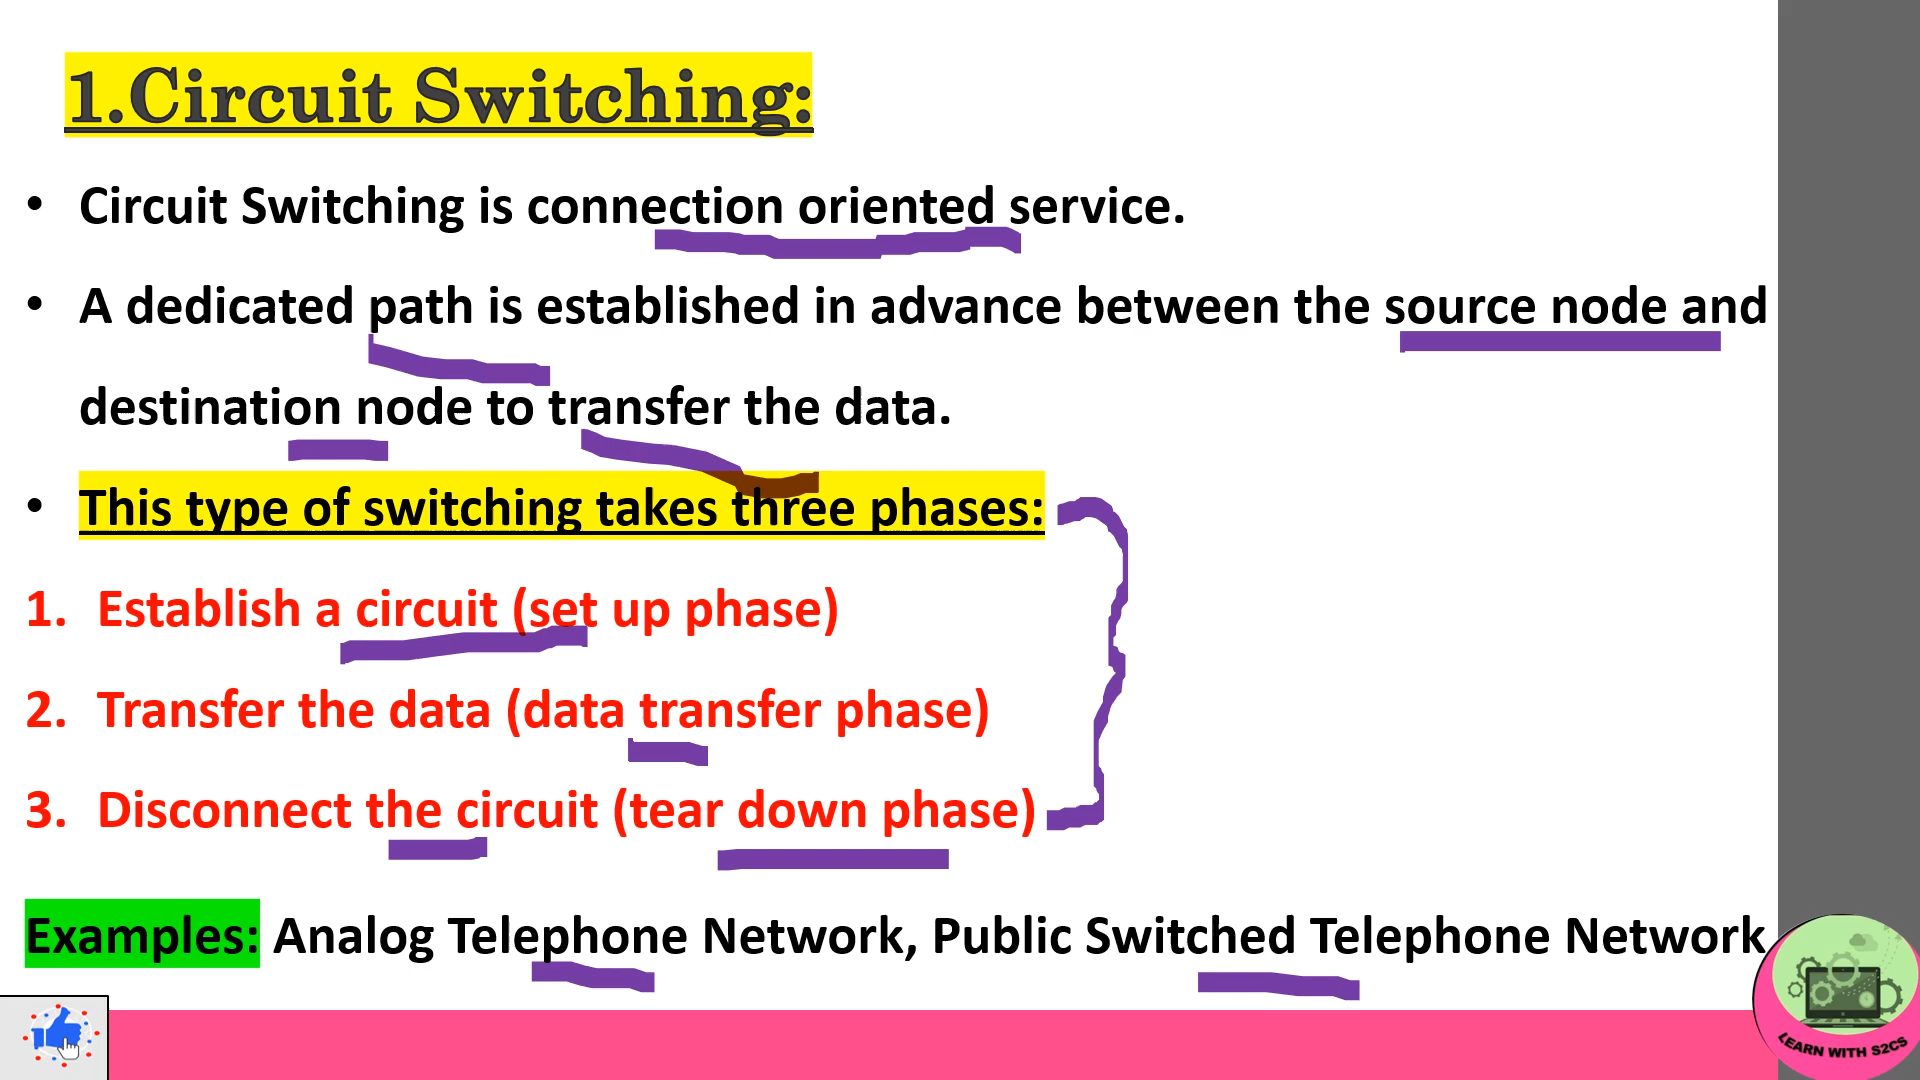 1.Circuit Switching:
• Circuit Switching is connection oriented service.
• A dedicated path is established in advance between the source node and
destination node to transfer the data.
• This type of switching takes three phases:
1. Establish a circuit (set up phase)
2. Transfer the data (data transfer phase)
3. Disconnect the circuit (tear down phase)
Examples: Analog Telephone Network, Public Switched Telephone Network
LEARN WITH S2CS